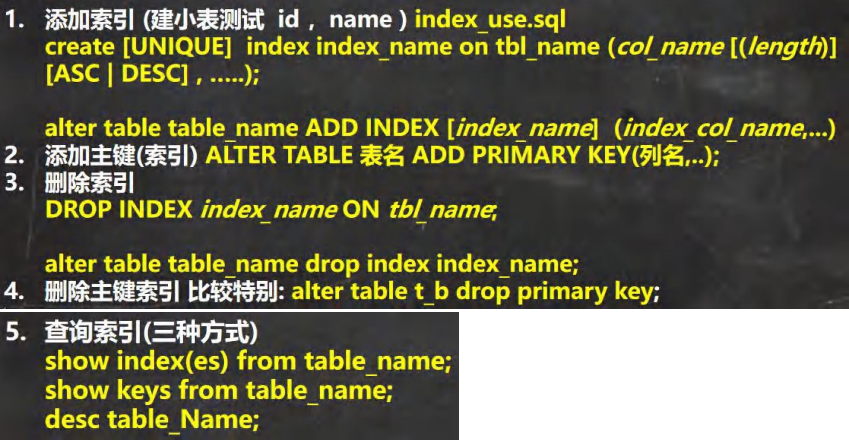 1. 添加索引 (建小表测试 id , name ) index_use.sql
create [UNIQUE] index index_name on tbl_name (col_name [(length)]
[ASC | DESC] , .....);
alter table table_name ADD INDEX [index_name] (index_col_name,...)
2. 添加主键(索引) ALTER TABLE 表名 ADD PRIMARY KEY(列名,..);
3. 删除索引
DROP INDEX index_name ON tbl_name;
alter table table_name drop index index_name;
4. 删除主键索引 比较特别: alter table t_b drop primary key;
5. 查询索引(三种方式)
show index(es) from table_name;
show keys from table_name;
desc table_Name;